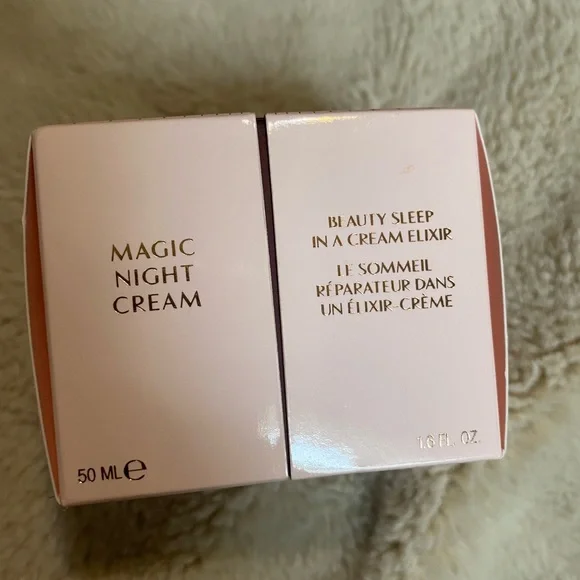 MAGIC
NIGHT
CREAM
50 ML℮
BEAUTY SLEEP
IN A CREAM ELIXIR
LE SOMMEIL
RÉPARATEUR DANS
UN ÉLIXIR-CRÈME
1.6 FL. OZ.